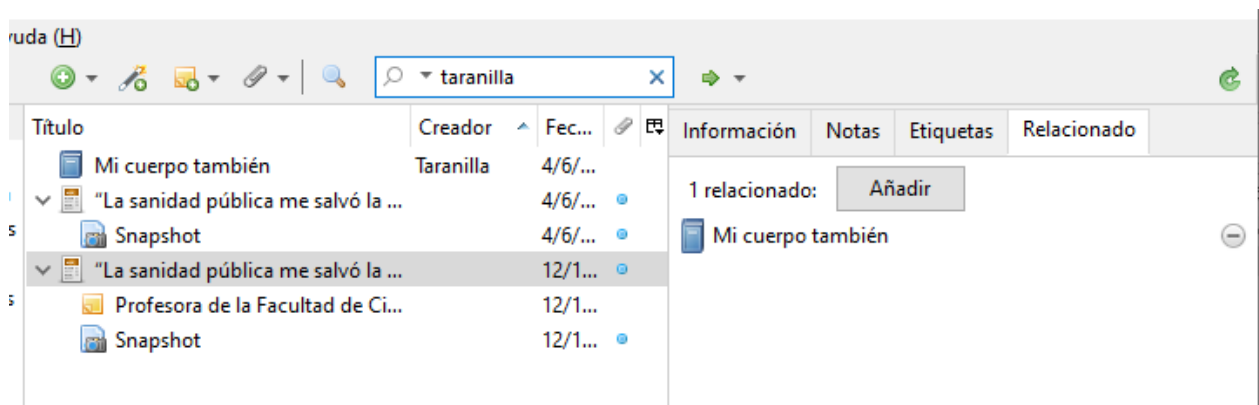 yuda (H)
taranilla
Título Creador Fec...
Mi cuerpo también Taranilla 4/6/...
“La sanidad pública me salvó la ... 4/6/...
Snapshot 4/6/...
“La sanidad pública me salvó la ... 12/1...
Profesora de la Facultad de Ci... 12/1...
Snapshot 12/1...
Información Notas Etiquetas Relacionado
1 relacionado: Añadir
Mi cuerpo también